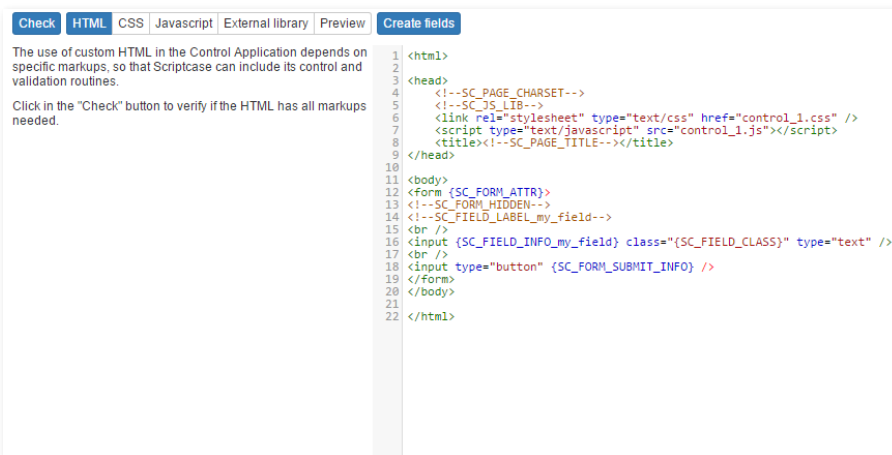 Check HTML CSS Javascript External library Preview Create fields
The use of custom HTML in the Control Application depends on
specific markups, so that Scriptcase can include its control and
validation routines.
Click in the "Check" button to verify if the HTML has all markups
needed.
1 <html>
2
3 <head>
4 <!--SC_PAGE_CHARSET-->
5 <!--SC_JS_LIB-->
6 <link rel="stylesheet" type="text/css" href="control_1.css" />
7 <script type="text/javascript" src="control_1.js"></script>
8 <title><!--SC_PAGE_TITLE--></title>
9 </head>
10
11 <body>
12 <form {SC_FORM_ATTR}>
13 <!--SC_FORM_HIDDEN-->
14 <!--SC_FIELD_LABEL_my_field-->
15 <br />
16 <input {SC_FIELD_INFO_my_field} class="{SC_FIELD_CLASS}" type="text" />
17 <br />
18 <input type="button" {SC_FORM_SUBMIT_INFO} />
19 </form>
20 </body>
21
22 </html>